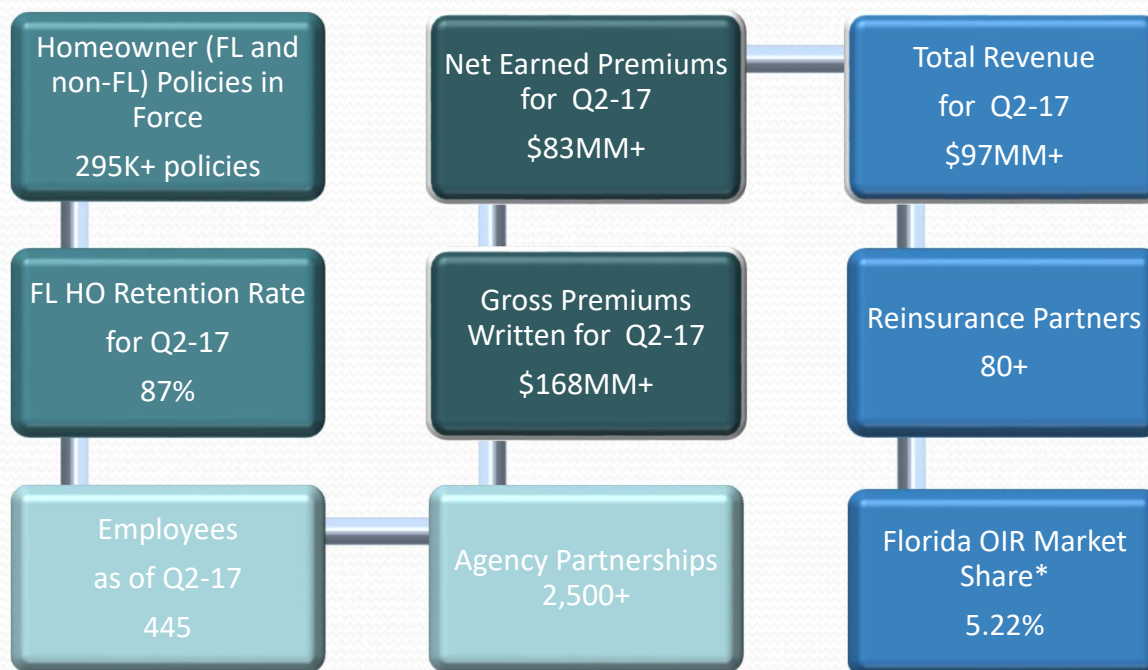 Homeowner (FL and
non-FL) Policies in
Force
295K+ policies
FL HO Retention Rate
for Q2-17
87%
Employees
as of Q2-17
445
Agency Partnerships
2,500+
Gross Premiums
Written for Q2-17
$168MM+
Net Earned Premiums
for Q2-17
$83MM+
Total Revenue
for Q2-17
$97MM+
Reinsurance Partners
80+
Florida OIR Market
Share*
5.22%